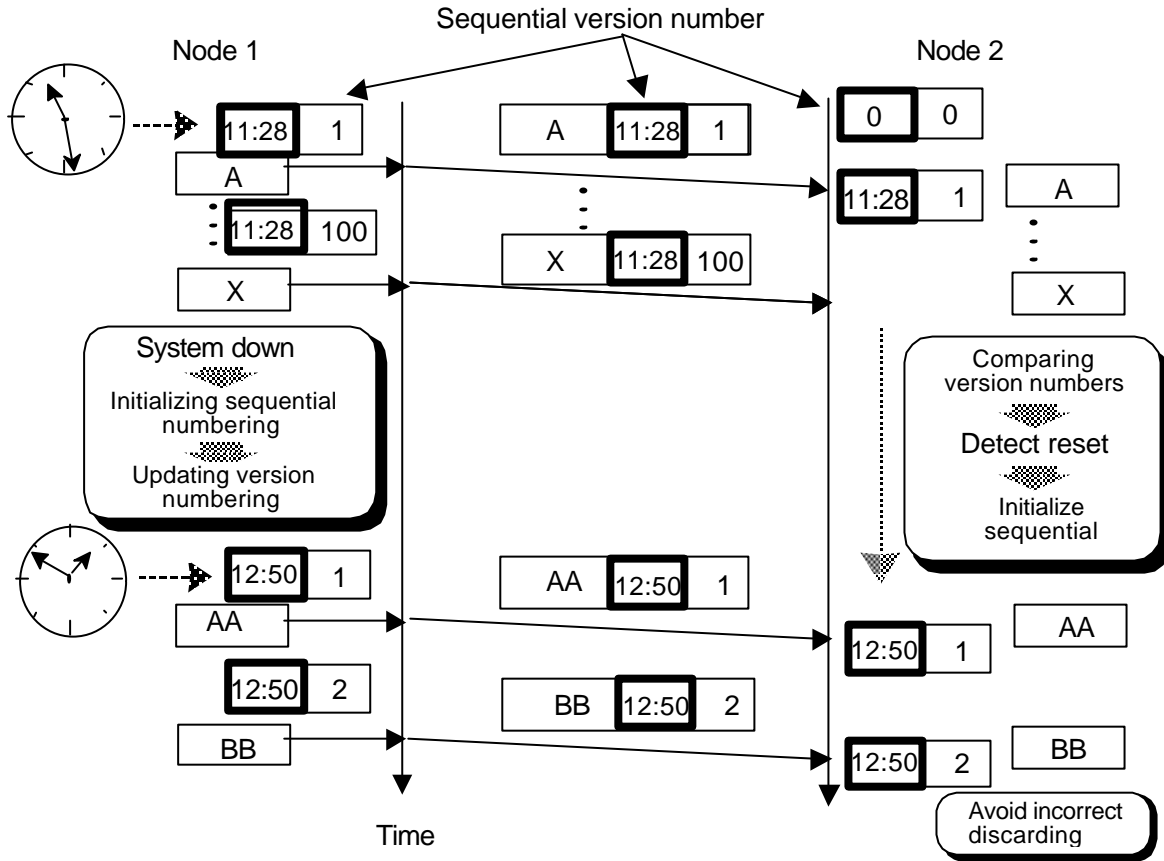 Sequential version number
Node 1
Node 2
11:28 1
A 11:28 1
0 0
A
11:28 1
A
11:28 100
X 11:28 100
X
X
System down
Initializing sequential
numbering
Updating version
numbering
Comparing
version numbers
Detect reset
Initialize
sequential
12:50 1
AA 12:50 1
AA
12:50 1
AA
12:50 2
BB 12:50 2
BB
12:50 2
BB
Time
Avoid incorrect
discarding